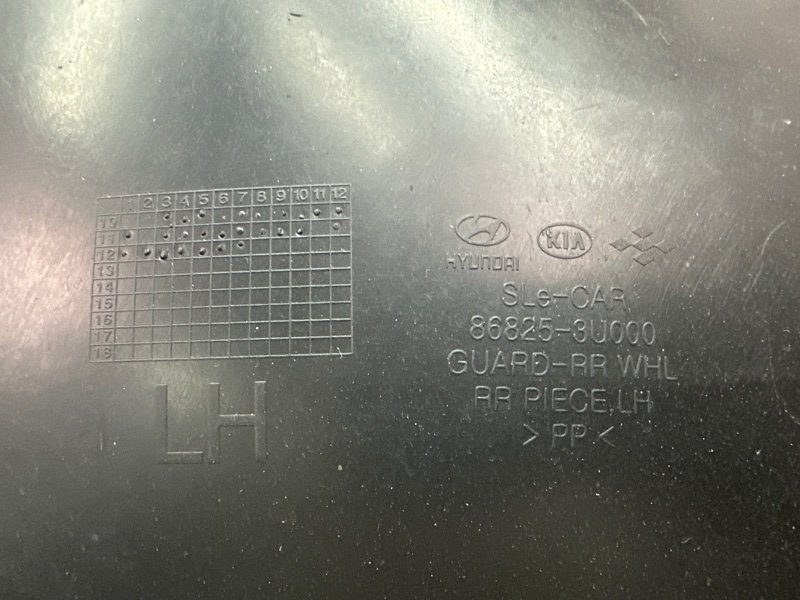 1 2 3 4 5 6 7 8 9 10 11 12
10
11
12
13
14
15
16
17
18
LH
HYUNDAI
KIA
SLe-CAR
86825-3U000
GUARD-RR WHL
RR PIECE,LH
> PP <